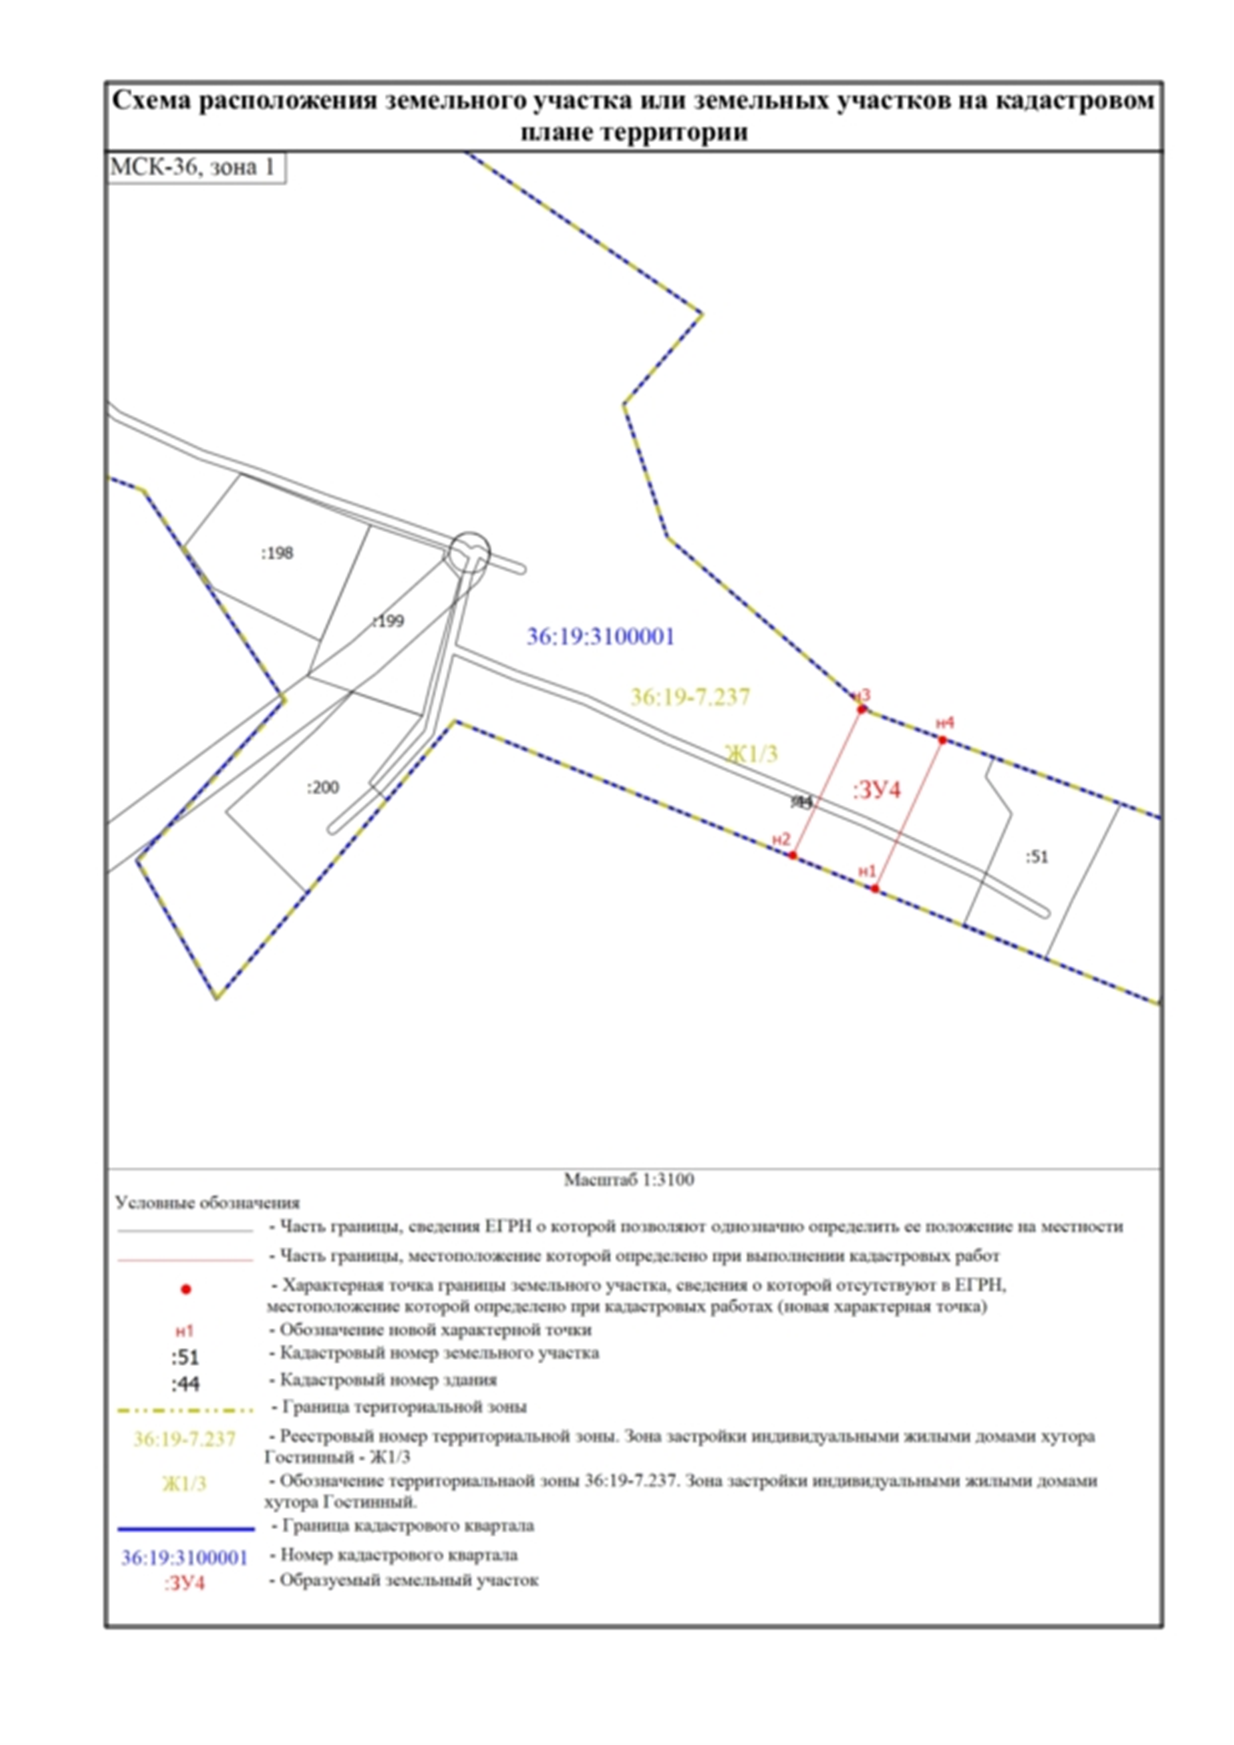 Схема расположения земельного участка или земельных участков на кадастровом
плане территории
МСК-36, зона 1
:198
:199
36:19:3100001
36:19-7.237
н3
н4
Ж1/3
:200
:ЗУ4
:44
н2
:51
н1
Масштаб 1:3100
Условные обозначения
- Часть границы, сведения ЕГРН о которой позволяют однозначно определить ее положение на местности
- Часть границы, местоположение которой определено при выполнении кадастровых работ
- Характерная точка границы земельного участка, сведения о которой отсутствуют в ЕГРН,
местоположение которой определено при кадастровых работах (новая характерная точка)
н1 - Обозначение новой характерной точки
:51 - Кадастровый номер земельного участка
:44 - Кадастровый номер здания
- Граница териториальной зоны
36:19-7.237 - Реестровый номер территориальной зоны. Зона застройки индивидуальными жилыми домами хутора
Гостинный - Ж1/3
Ж1/3 - Обозначение территориальнаой зоны 36:19-7.237. Зона застройки индивидуальными жилыми домами
хутора Гостинный.
- Граница кадастрового квартала
36:19:3100001 - Номер кадастрового квартала
:ЗУ4 - Образуемый земельный участок